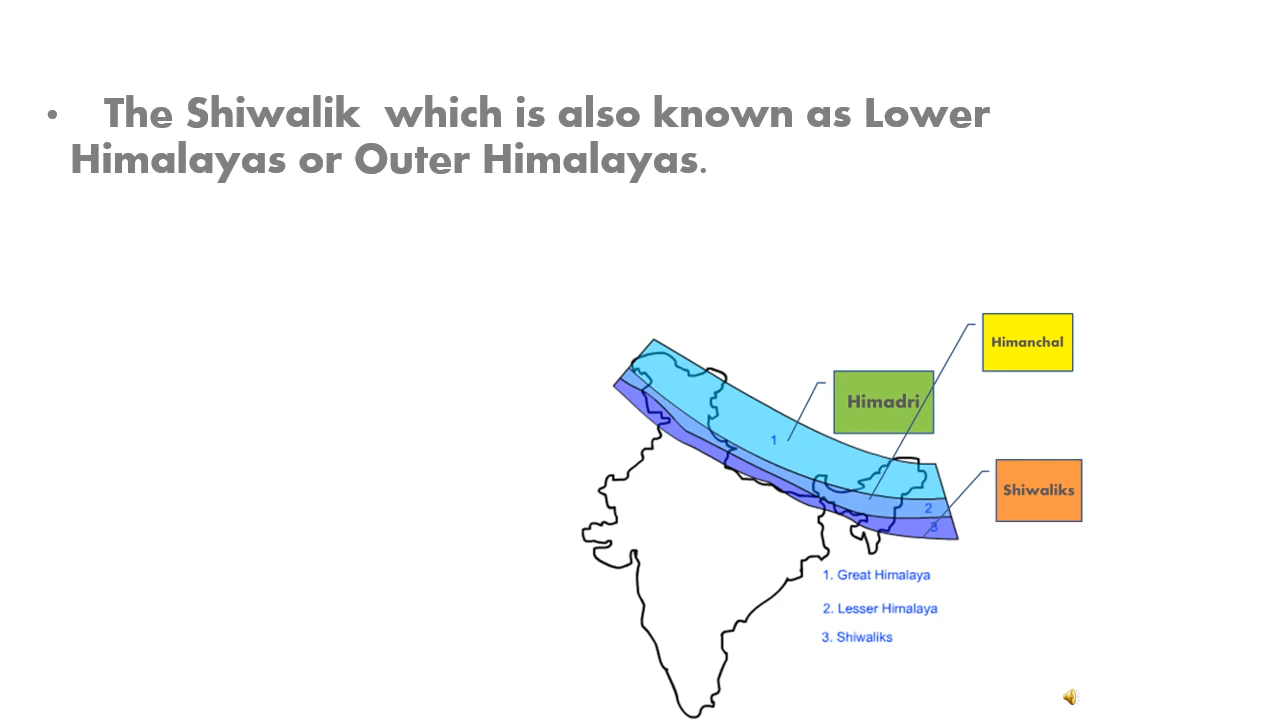 • The Shiwalik which is also known as Lower
Himalayas or Outer Himalayas.
Himanchal
Himadri
1
Shiwaliks
2
3
1. Great Himalaya
2. Lesser Himalaya
3. Shiwaliks